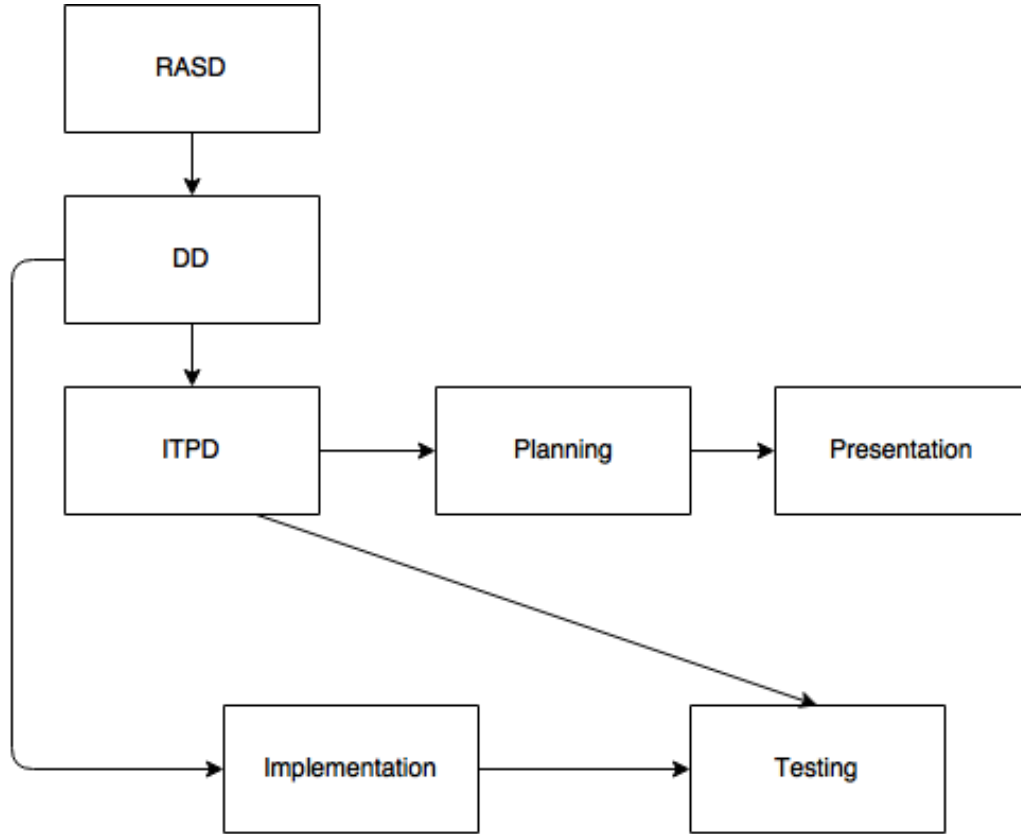 RASD
DD
ITPD
Planning
Presentation
Implementation
Testing